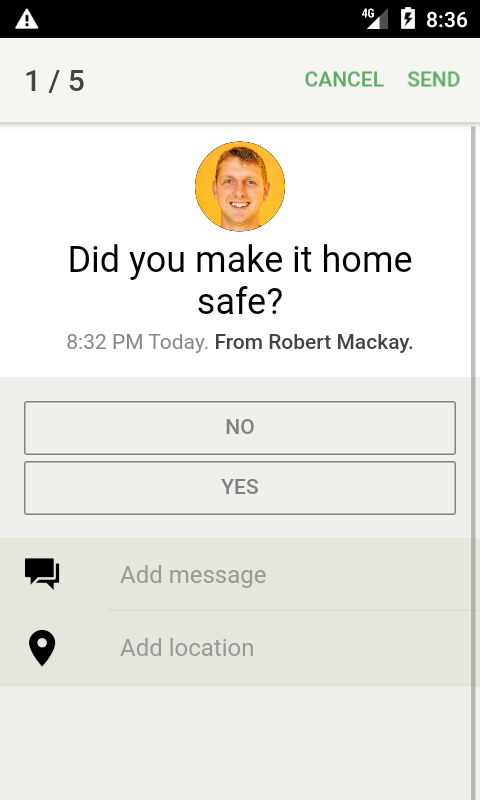 4G 8:36
1 / 5 CANCEL SEND
Did you make it home
safe?
8:32 PM Today. From Robert Mackay.
NO
YES
Add message
Add location